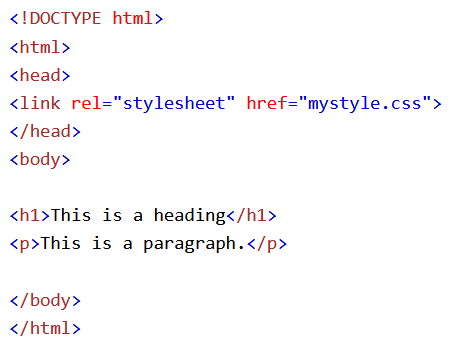 <!DOCTYPE html>
<html>
<head>
<link rel="stylesheet" href="mystyle.css">
</head>
<body>
<h1>This is a heading</h1>
<p>This is a paragraph.</p>
</body>
</html>